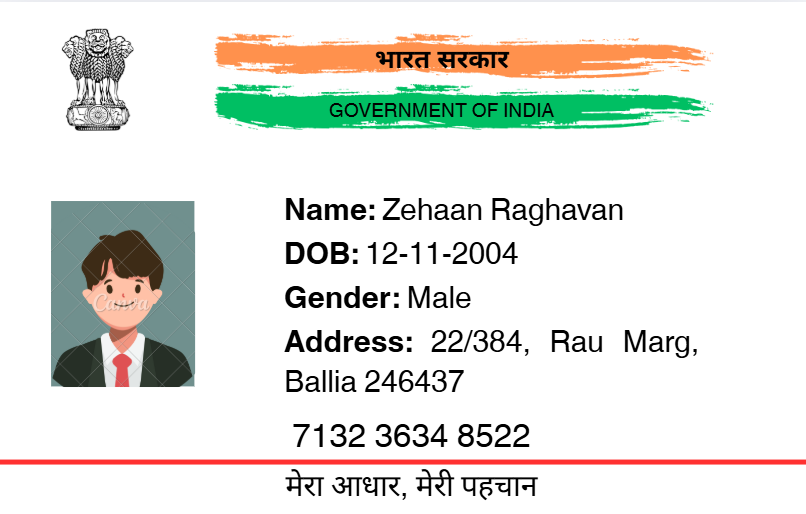 भारत सरकार
GOVERNMENT OF INDIA
Name: Zehaan Raghavan
DOB: 12-11-2004
Gender: Male
Address: 22/384, Rau Marg,
Ballia 246437
Canva
7132 3634 8522
मेरा आधार, मेरी पहचान